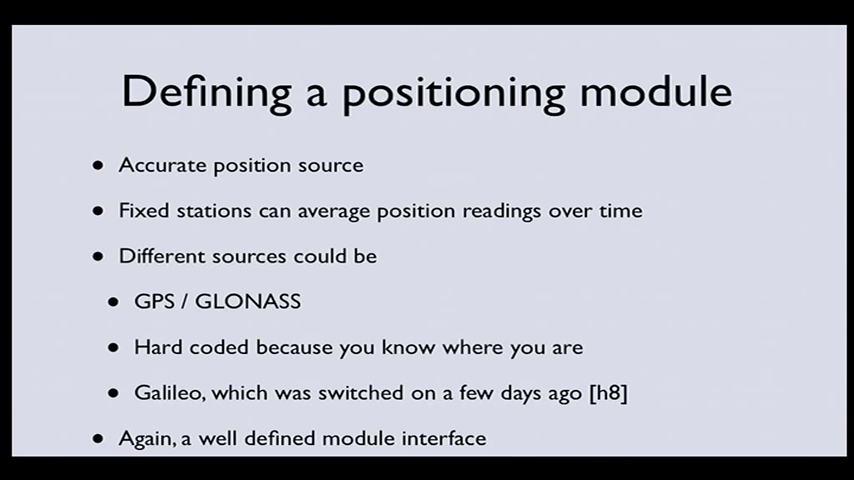 Defining a positioning module
• Accurate position source
• Fixed stations can average position readings over time
• Different sources could be
• GPS / GLONASS
• Hard coded because you know where you are
• Galileo, which was switched on a few days ago [h8]
• Again, a well defined module interface